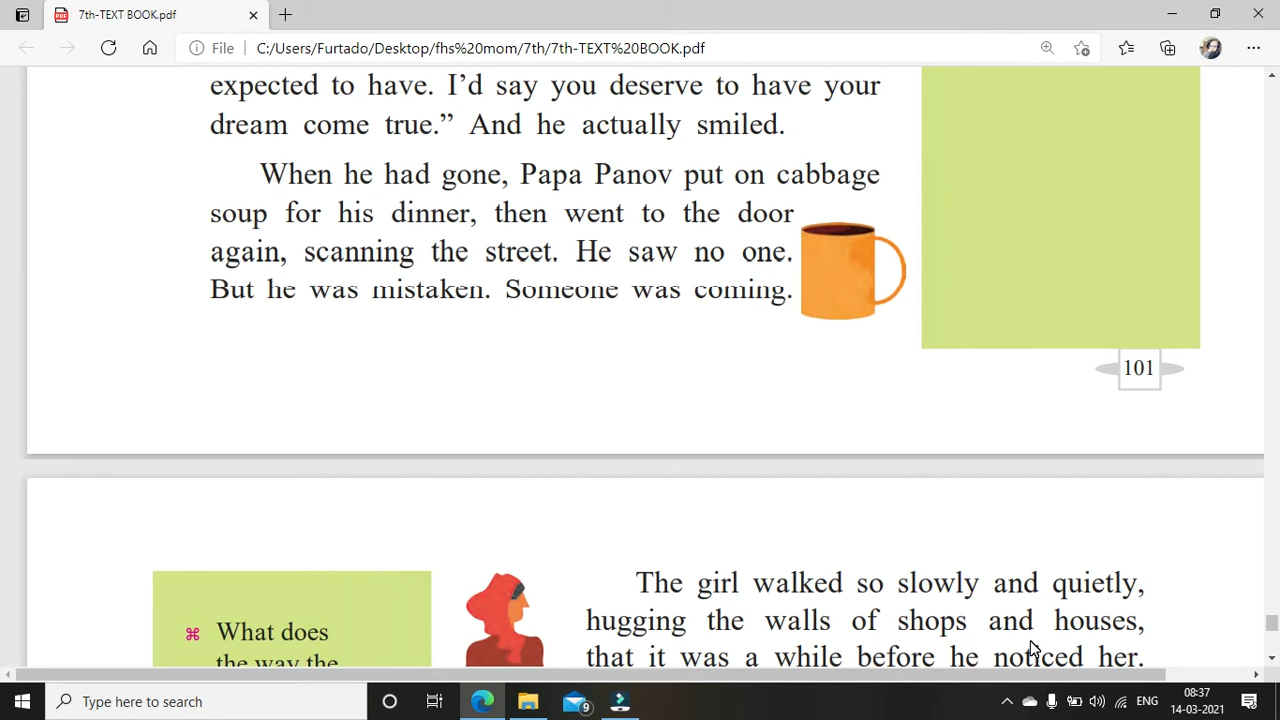 7th-TEXT BOOK.pdf
File
C:/Users/Furtado/Desktop/fhs%20mom/7th/7th-TEXT%20BOOK.pdf
expected to have. I’d say you deserve to have your
dream come true.” And he actually smiled.
When he had gone, Papa Panov put on cabbage
soup for his dinner, then went to the door
again, scanning the street. He saw no one.
But he was mistaken. Someone was coming.
101
What does
the way the
The girl walked so slowly and quietly,
hugging the walls of shops and houses,
that it was a while before he noticed her.
Type here to search
9
ENG
08:37
14-03-2021